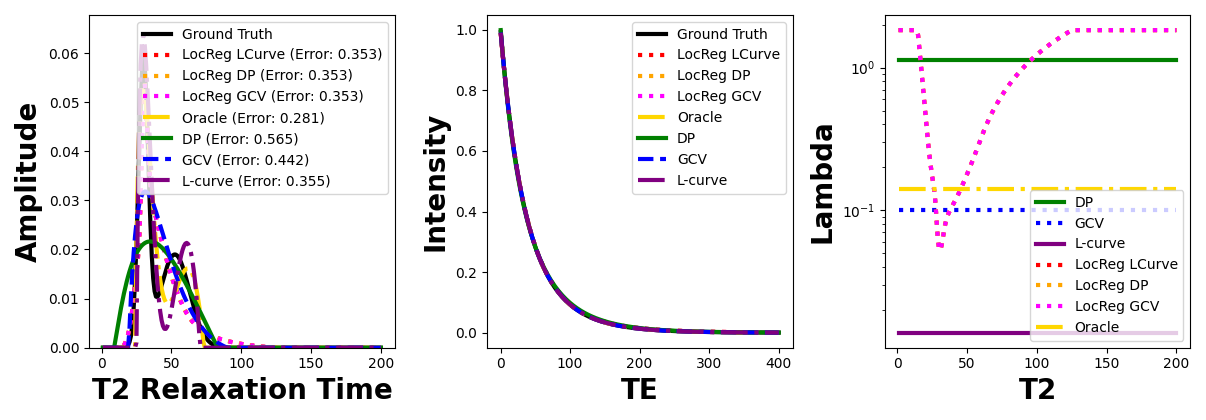 Amplitude
0.06
0.05
0.04
0.03
0.02
0.01
0.00
0
50
100
150
200
T2 Relaxation Time
Ground Truth
LocReg LCurve (Error: 0.353)
LocReg DP (Error: 0.353)
LocReg GCV (Error: 0.353)
Oracle (Error: 0.281)
DP (Error: 0.565)
GCV (Error: 0.442)
L-curve (Error: 0.355)
Intensity
1.0
0.8
0.6
0.4
0.2
0.0
0
100
200
300
400
TE
Ground Truth
LocReg LCurve
LocReg DP
LocReg GCV
Oracle
DP
GCV
L-curve
Lambda
10⁰
10⁻¹
0
50
100
150
200
T2
DP
GCV
L-curve
LocReg LCurve
LocReg DP
LocReg GCV
Oracle